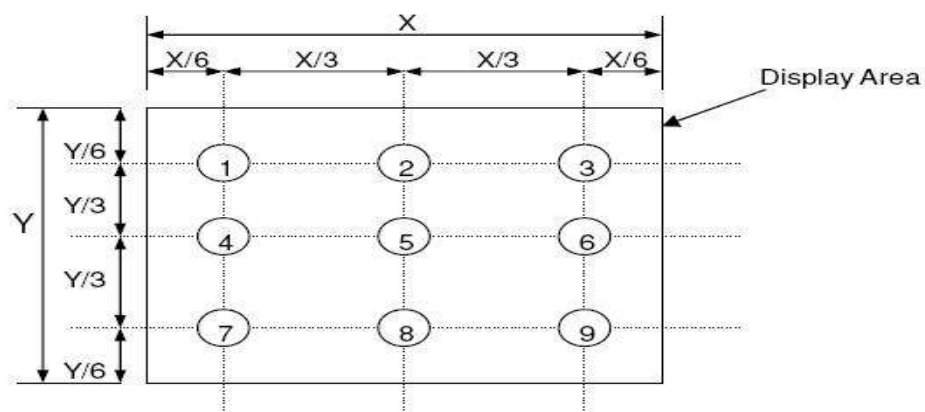 X
X/6 X/3 X/3 X/6
Display Area
Y/6
1 2 3
Y/3
Y
4 5 6
Y/3
7 8 9
Y/6